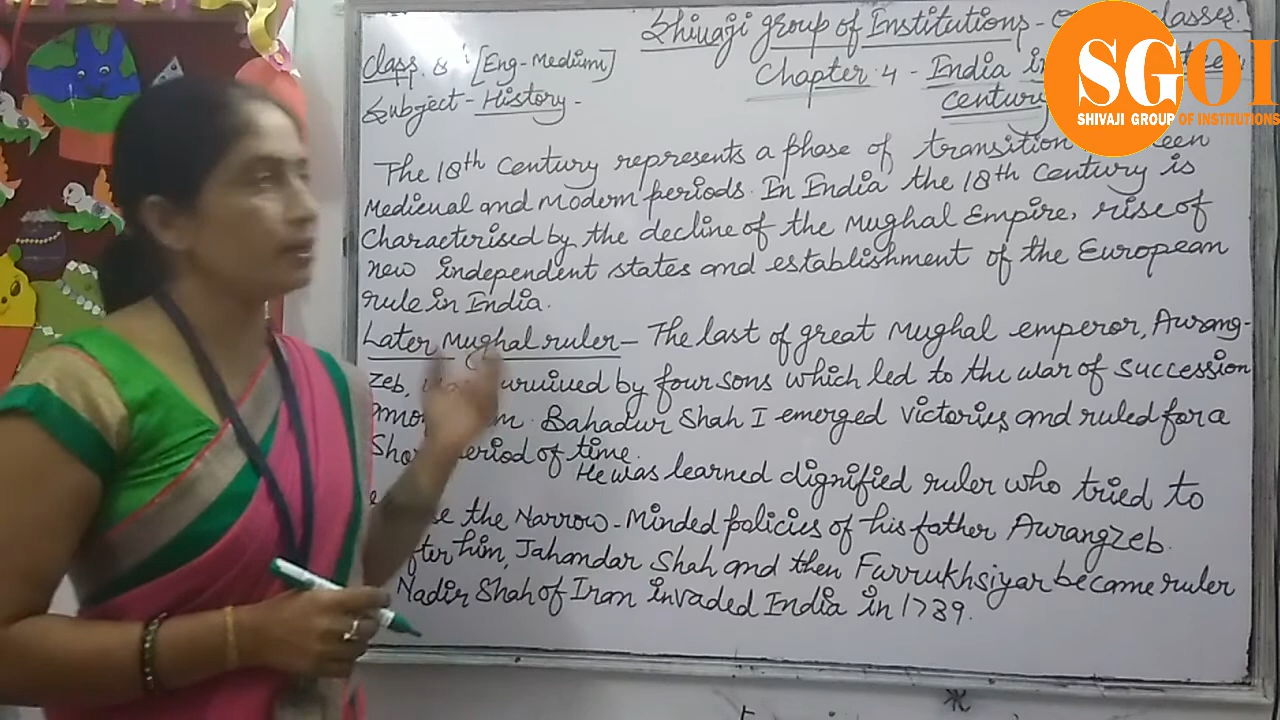 Shivaji group of Institutions - classes.
Class. 8 [Eng-Medium]
Chapter 4 - India in
Subject - History -
century
SGOI
SHIVAJI GROUP OF INSTITUTIONS
The 18th Century represents a phase of transition
Medieval and modern periods. In India the 18th Century is
Characterised by the decline of the Mughal Empire, rise of
new independent states and establishment of the European
rule in India.
Later Mughal ruler - The last of great Mughal emperor, Aurang-
zeb, survived by four sons which led to the war of succession
Bahadur Shah I emerged victories and ruled for a
period of time.
He was learned dignified ruler who tried to
the Narrow-Minded policies of his father Aurangzeb.
him, Jahandar Shah and then Farrukhsiyar became ruler
Nadir Shah of Iran invaded India in 1739.